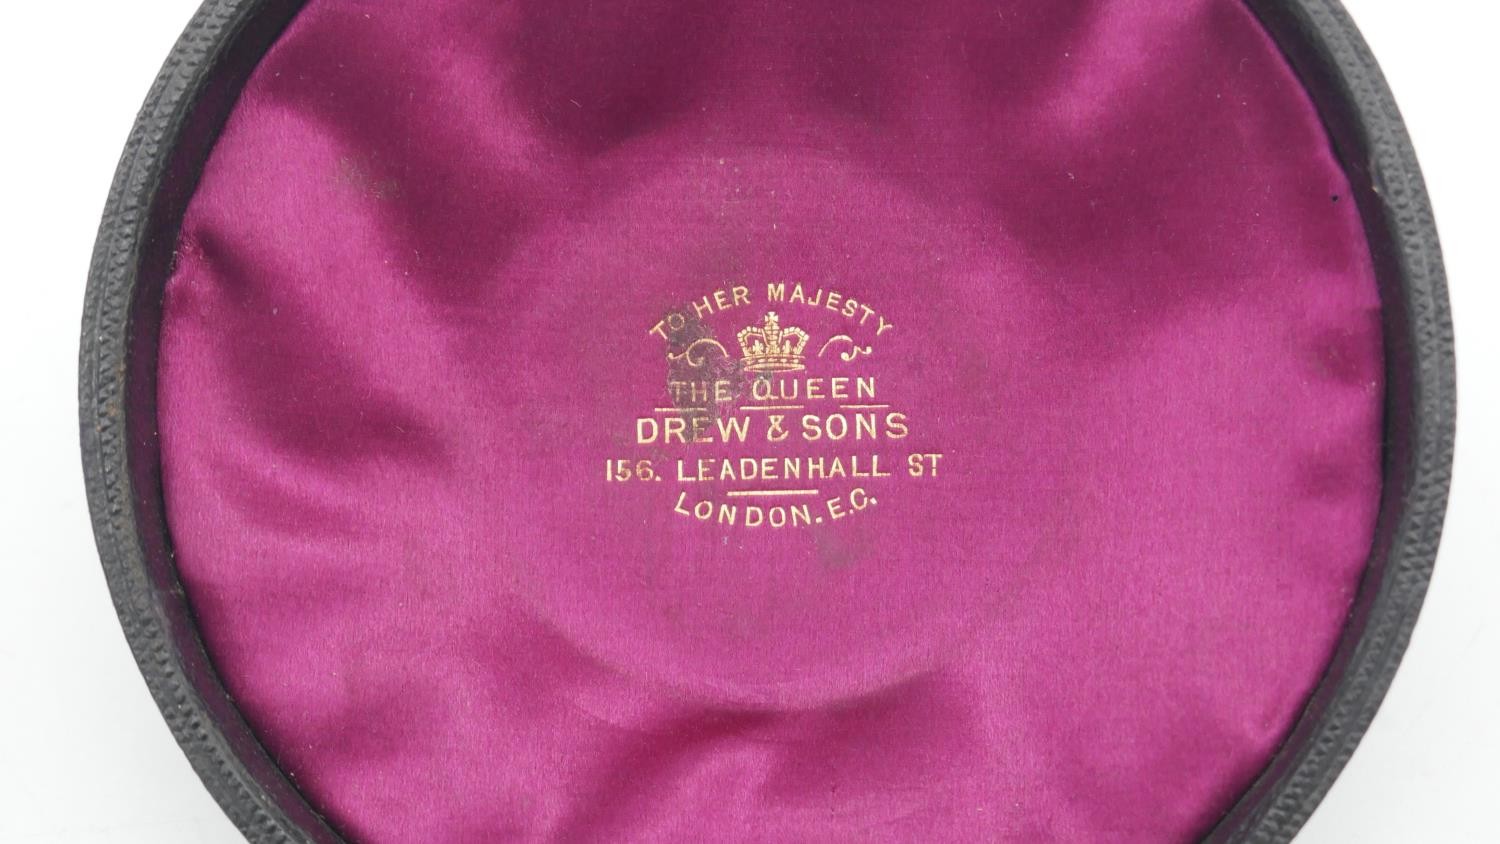 TO HER MAJESTY
THE QUEEN
DREW & SONS
156. LEADENHALL ST
LONDON. E.C.